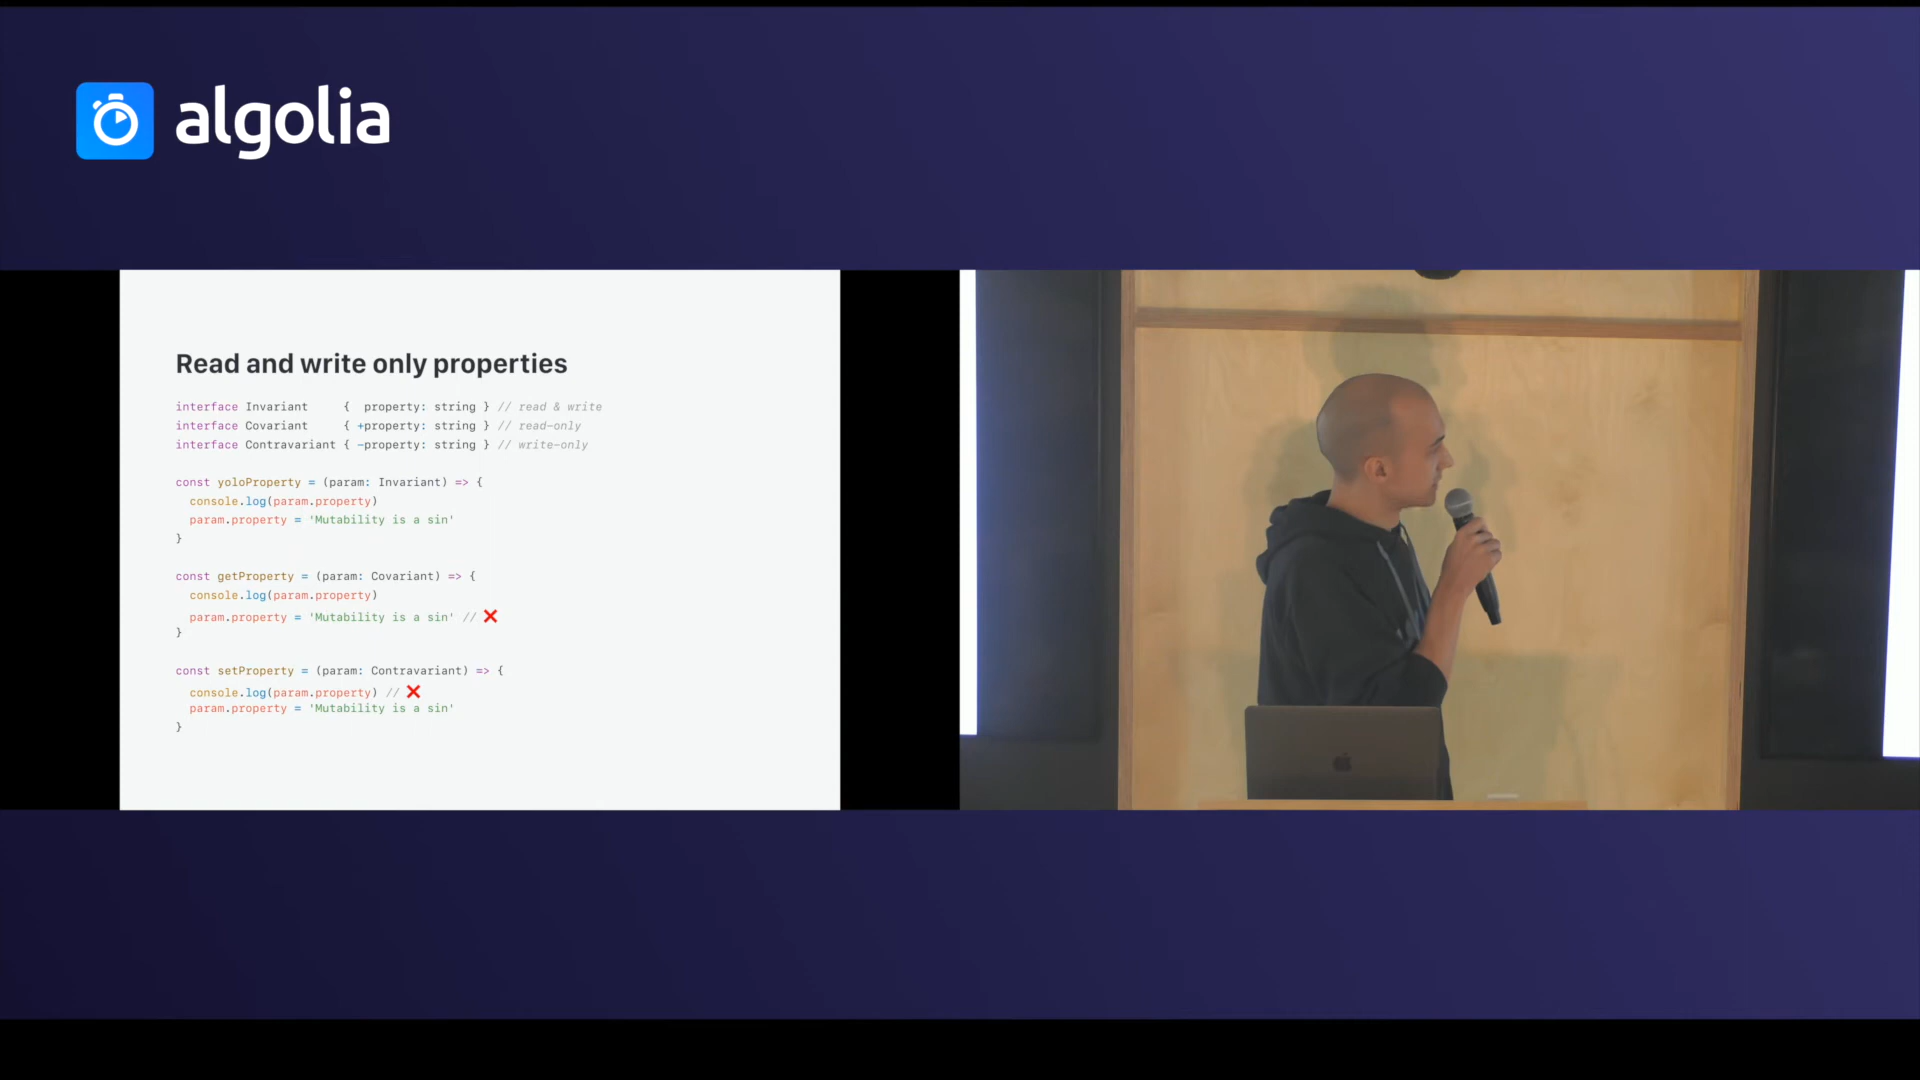 algolia
Read and write only properties
interface Invariant     {  property: string } // read & write
interface Covariant     { +property: string } // read-only
interface Contravariant { -property: string } // write-only
const yoloProperty = (param: Invariant) => {
  console.log(param.property)
  param.property = 'Mutability is a sin'
}
const getProperty = (param: Covariant) => {
  console.log(param.property)
  param.property = 'Mutability is a sin' // ❌
}
const setProperty = (param: Contravariant) => {
  console.log(param.property) // ❌
  param.property = 'Mutability is a sin'
}